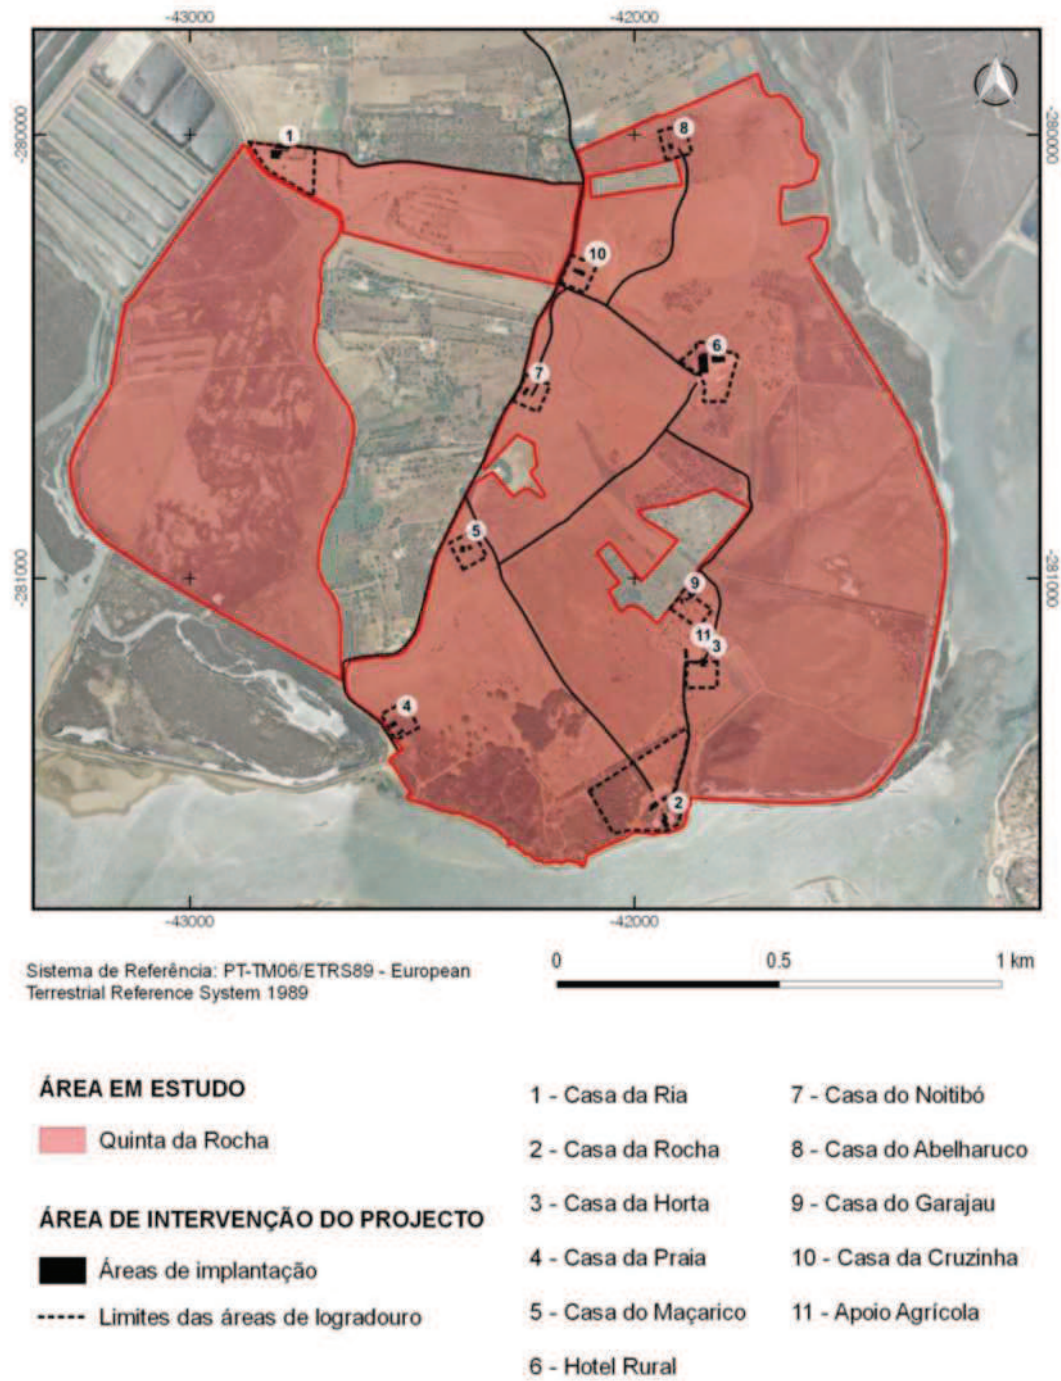 -43000
-42000
-280000
-280000
1
8
10
6
7
5
-281000
-281000
9
11
3
4
2
-43000
-42000
Sistema de Referência: PT-TM06/ETRS89 - European
Terrestrial Reference System 1989
0 0.5 1 km
ÁREA EM ESTUDO
Quinta da Rocha
ÁREA DE INTERVENÇÃO DO PROJECTO
Áreas de implantação
Limites das áreas de logradouro
1 - Casa da Ria
2 - Casa da Rocha
3 - Casa da Horta
4 - Casa da Praia
5 - Casa do Maçarico
6 - Hotel Rural
7 - Casa do Noitibó
8 - Casa do Abelharuco
9 - Casa do Garajau
10 - Casa da Cruzinha
11 - Apoio Agrícola